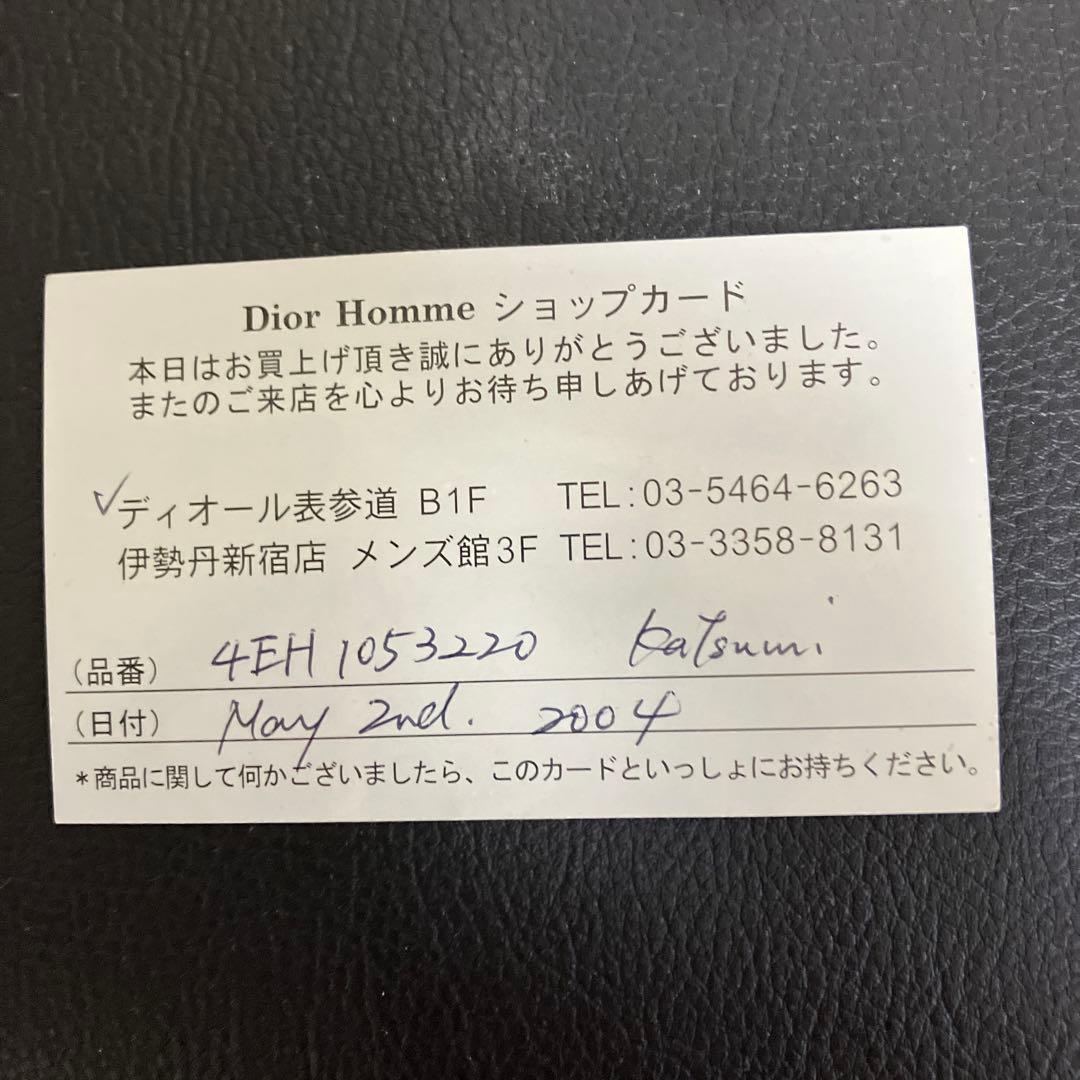 Dior Homme ショップカード
本日はお買上げ頂き誠にありがとうございました。
またのご来店を心よりお待ち申しあげております。
✓ディオール表参道 B1F TEL:03-5464-6263
伊勢丹新宿店 メンズ館3F TEL:03-3358-8131
(品番) 4EH1053220 Katsumi
(日付) May 2nd. 2004
*商品に関して何かございましたら、このカードといっしょにお持ちください。